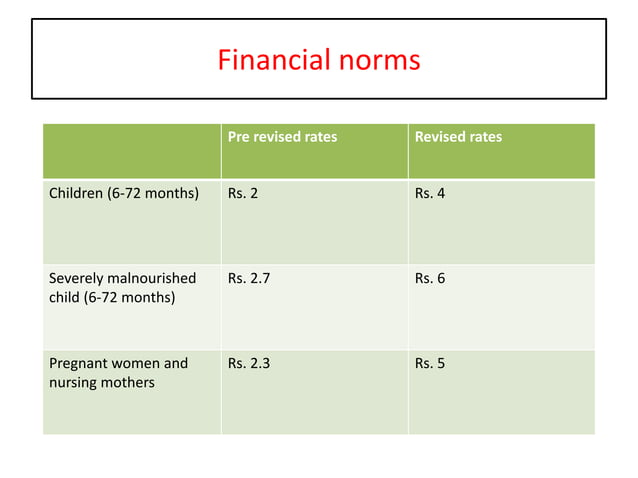 Financial norms
Pre revised rates Revised rates
Children (6-72 months) Rs. 2 Rs. 4
Severely malnourished Rs. 2.7 Rs. 6
child (6-72 months)
Pregnant women and Rs. 2.3 Rs. 5
nursing mothers